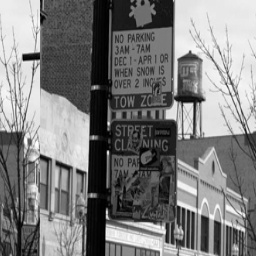 NO PARKING
3AM - 7AM
DEC 1 - APR 1 OR
WHEN SNOW IS
OVER 2 INCHES
TOW ZONE
STREET
CLEANING
NO PAR
7AM